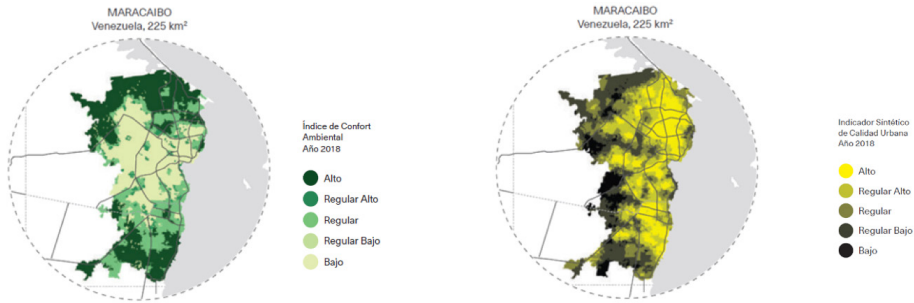 MARACAIBO
Venezuela, 225 km²
Índice de Confort
Ambiental
Año 2018
Alto
Regular Alto
Regular
Regular Bajo
Bajo
MARACAIBO
Venezuela, 225 km²
Indicador Sintético
de Calidad Urbana
Año 2018
Alto
Regular Alto
Regular
Regular Bajo
Bajo